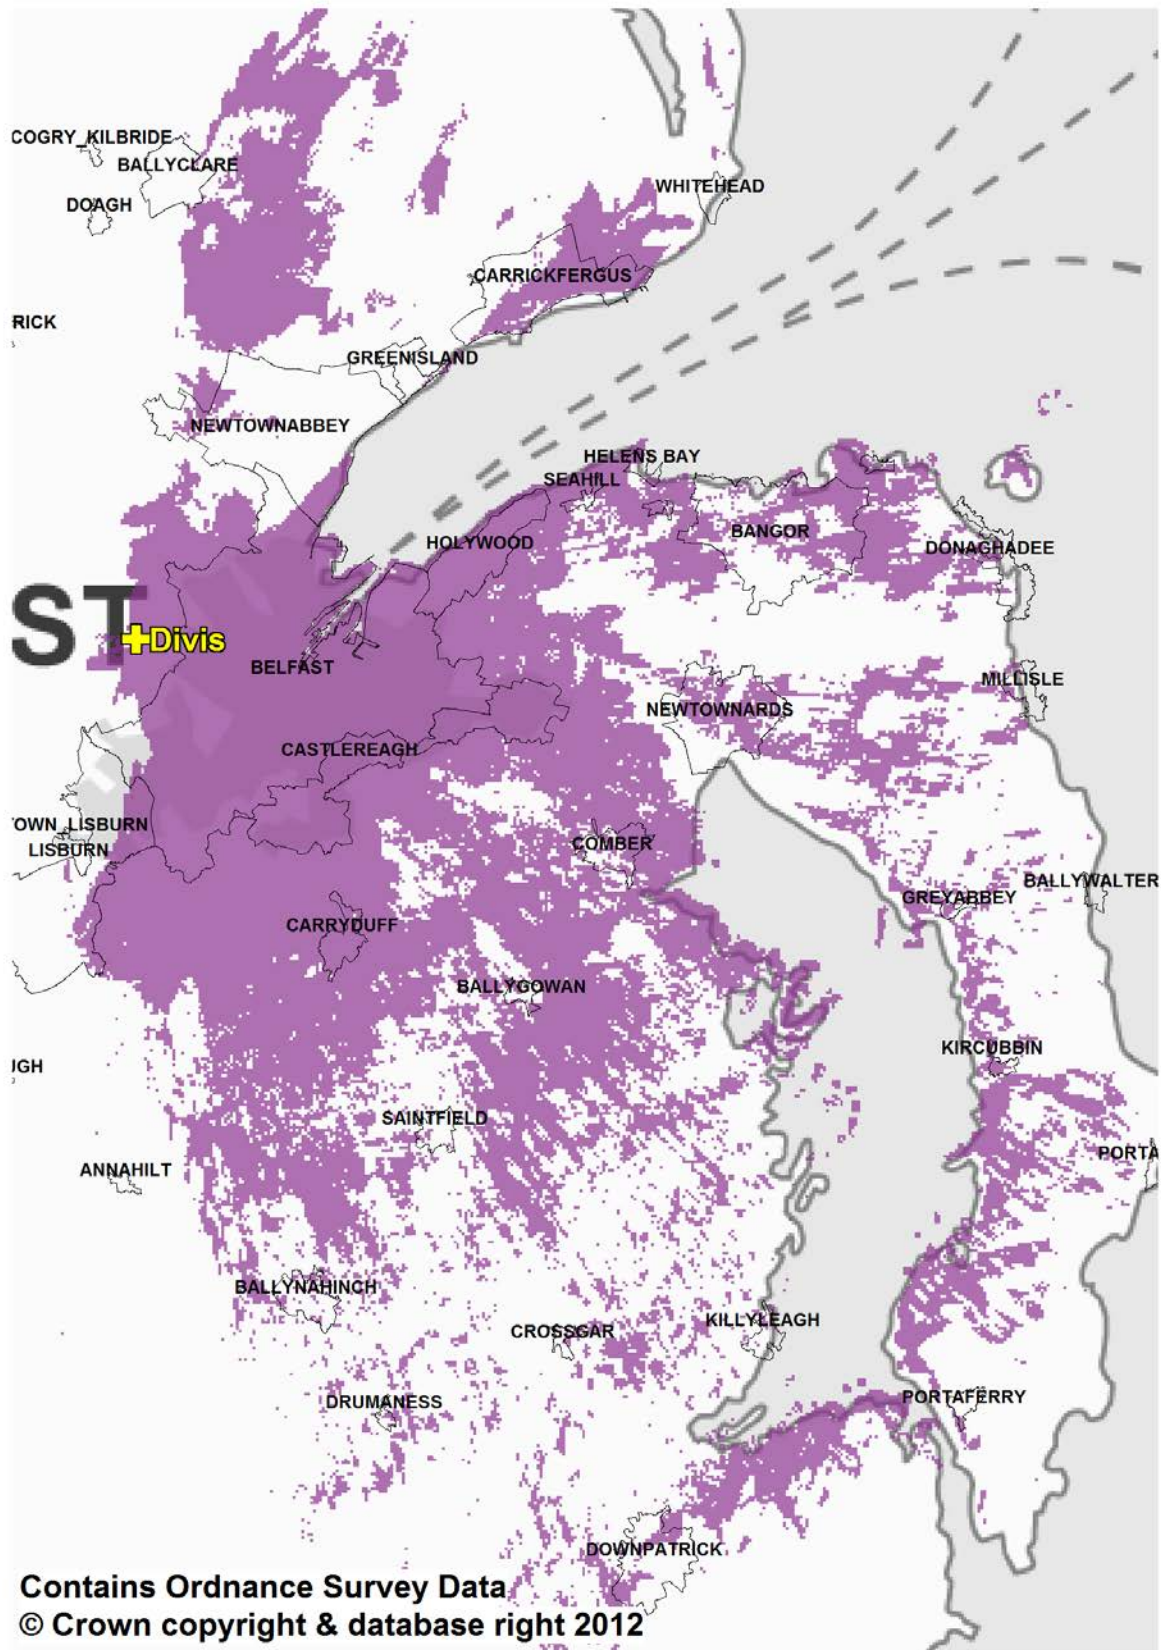 COGRY_KILBRIDE
BALLYCLARE
WHITEHEAD
DOAGH
CARRICKFERGUS
RICK
GREENISLAND
NEWTOWNABBEY
HELENS BAY
SEAHILL
BANGOR
HOLYWOOD
DONAGHADEE
ST
Divis
BELFAST
MILLISLE
NEWTOWNARDS
CASTLEREAGH
OWN_LISBURN
COMBER
LISBURN
BALLYWALTER
GREYABBEY
CARRYDUFF
BALLYGOWAN
KIRCUBBIN
UGH
SAINTFIELD
PORTA
ANNAHILT
BALLYNAHINCH
KILLYLEAGH
CROSSGAR
PORTAFERRY
DRUMANESS
DOWNPATRICK
Contains Ordnance Survey Data
© Crown copyright & database right 2012